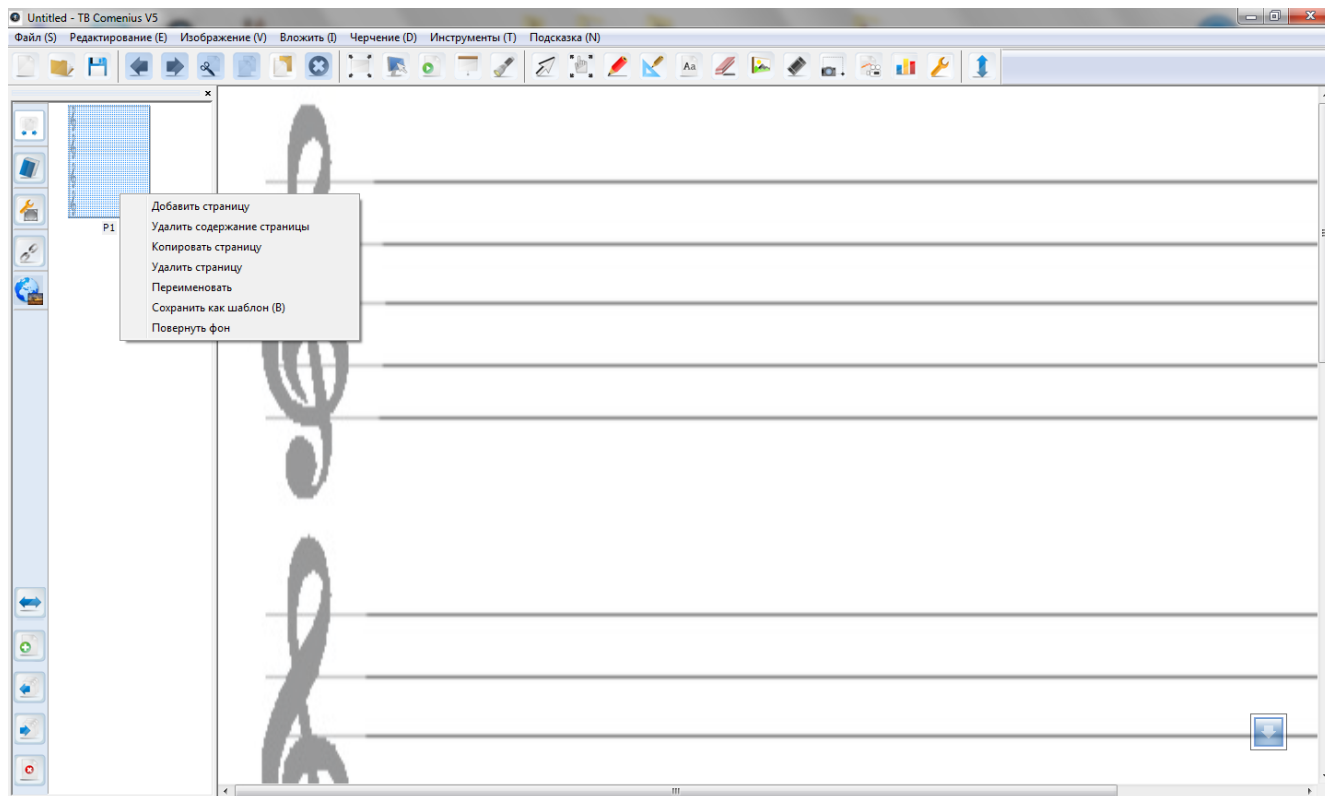 Untitled - TB Comenius V5
Файл (S) Редактирование (E) Изображение (V) Вложить (I) Черчение (D) Инструменты (T) Подсказка (N)
Aa
P1
Добавить страницу
Удалить содержание страницы
Копировать страницу
Удалить страницу
Переименовать
Сохранить как шаблон (B)
Повернуть фон